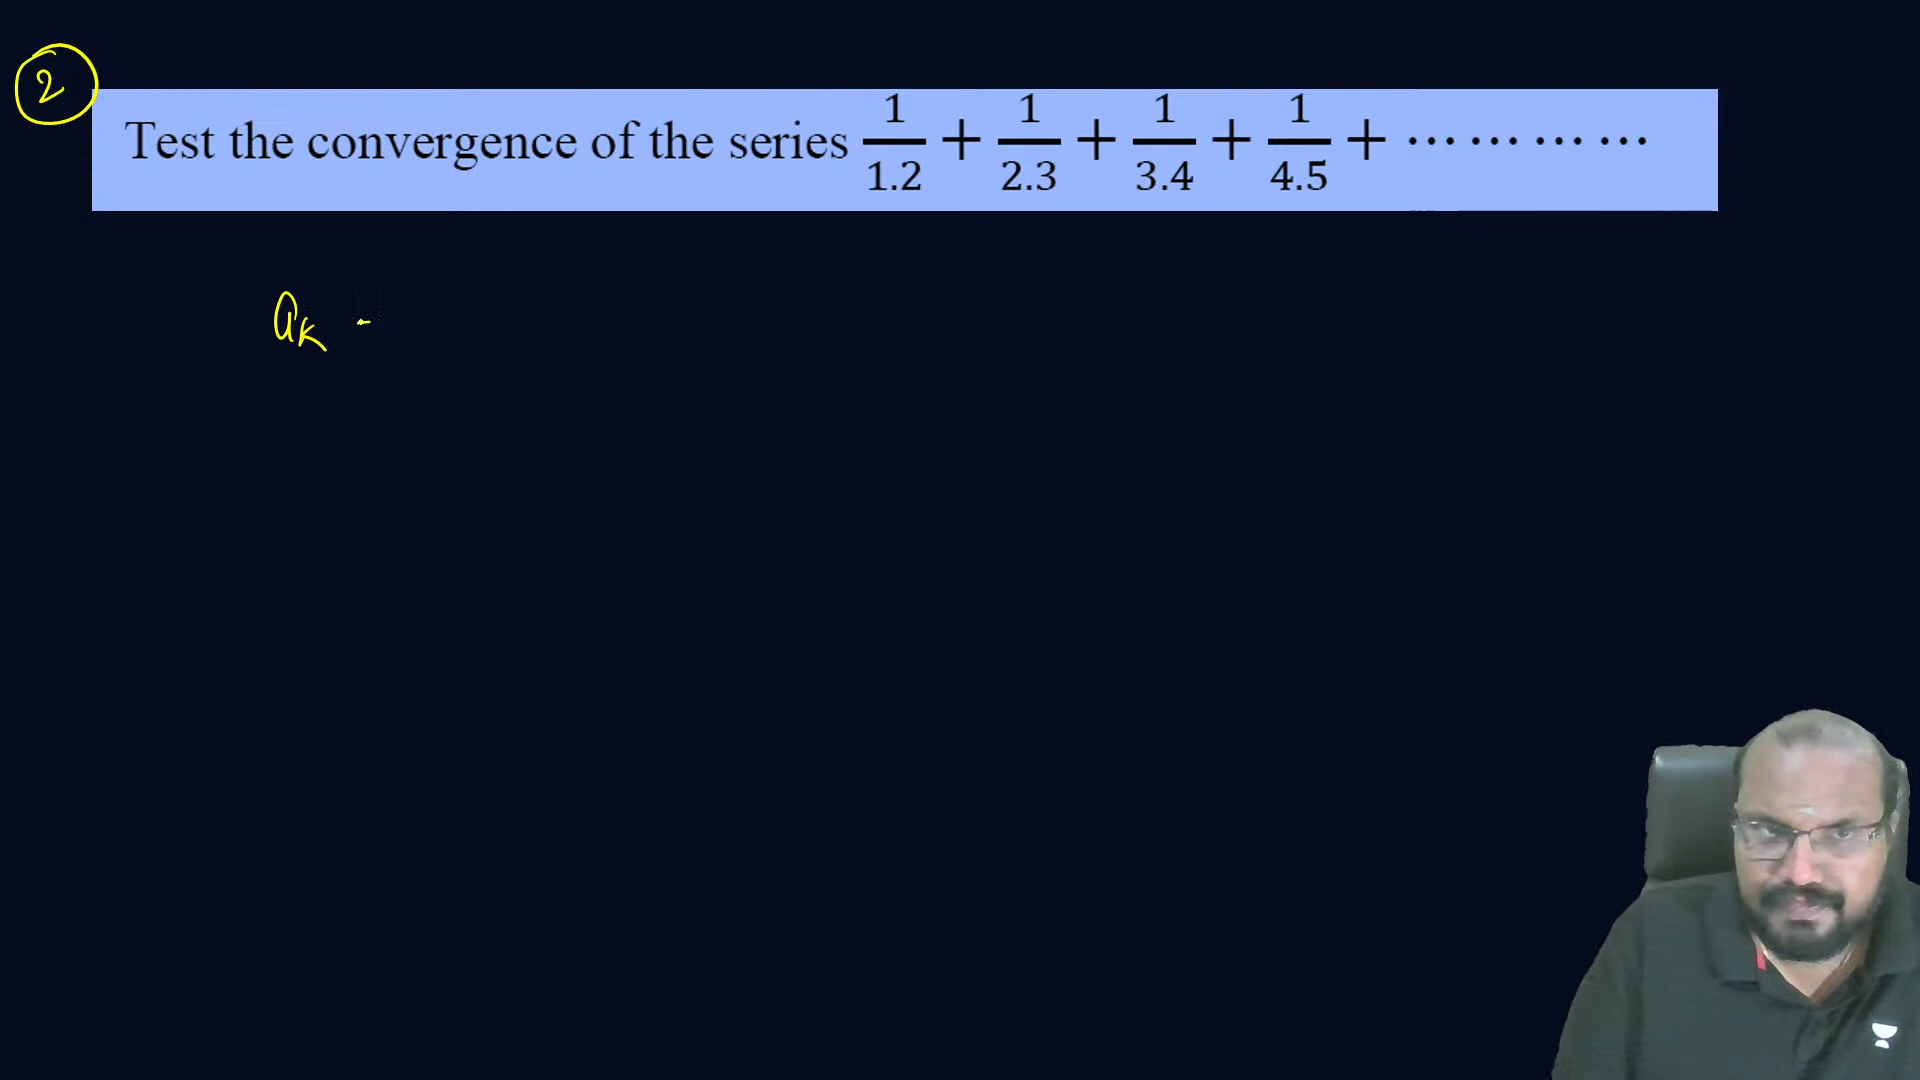 2
Test the convergence of the series 1/1.2 + 1/2.3 + 1/3.4 + 1/4.5 + ⋯⋯⋯⋯
a_k -